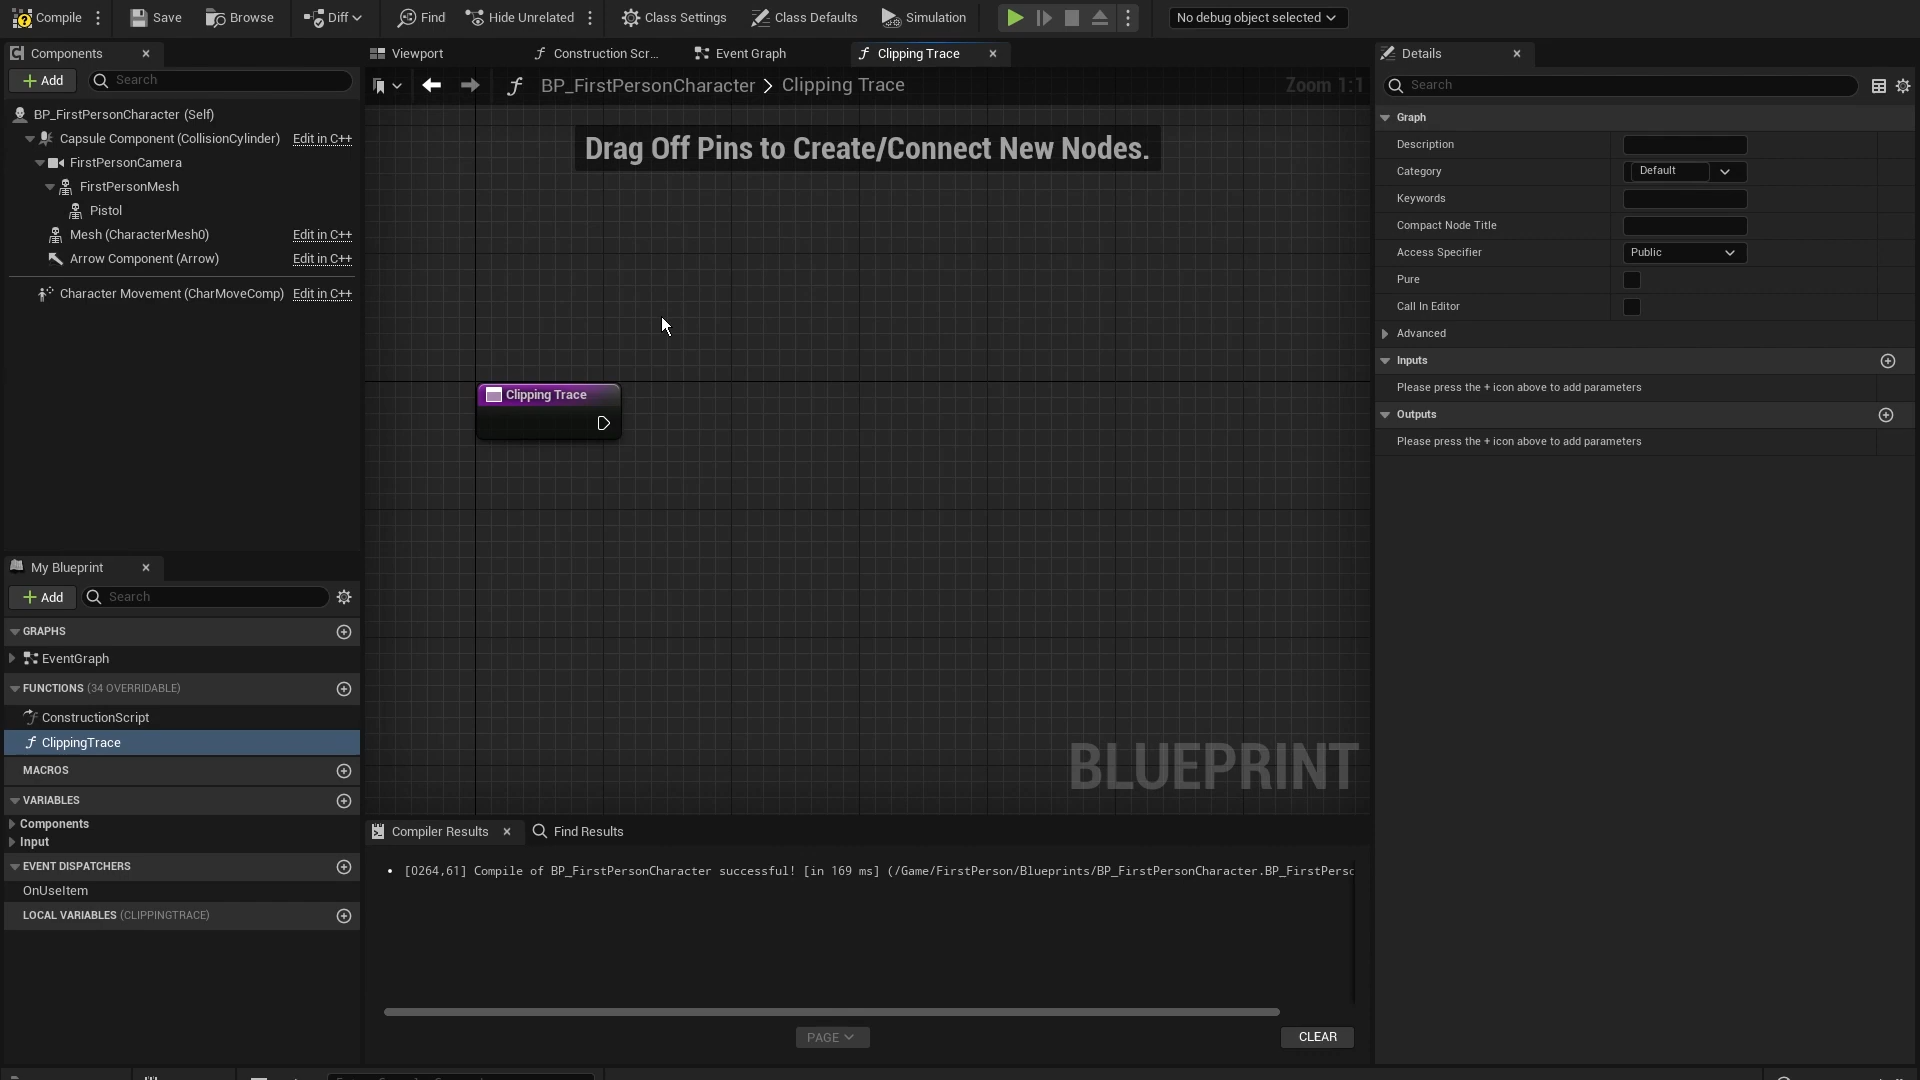 Compile
Save
Browse
Diff
Find
Hide Unrelated
Class Settings
Class Defaults
Simulation
No debug object selected
Components
Add
Search
BP_FirstPersonCharacter (Self)
Capsule Component (CollisionCylinder) Edit in C++
FirstPersonCamera
FirstPersonMesh
Pistol
Mesh (CharacterMesh0) Edit in C++
Arrow Component (Arrow) Edit in C++
Character Movement (CharMoveComp) Edit in C++
My Blueprint
Add
Search
GRAPHS
EventGraph
FUNCTIONS (34 OVERRIDABLE)
ConstructionScript
ClippingTrace
MACROS
VARIABLES
Components
Input
EVENT DISPATCHERS
OnUseItem
LOCAL VARIABLES (CLIPPINGTRACE)
Viewport
Construction Scr...
Event Graph
Clipping Trace
BP_FirstPersonCharacter > Clipping Trace
Zoom 1:1
Drag Off Pins to Create/Connect New Nodes.
Clipping Trace
BLUEPRINT
Compiler Results
Find Results
[0264,61] Compile of BP_FirstPersonCharacter successful! [in 169 ms] (/Game/FirstPerson/Blueprints/BP_FirstPersonCharacter.BP_FirstPersc
PAGE
CLEAR
Details
Search
Graph
Description
Category Default
Keywords
Compact Node Title
Access Specifier Public
Pure
Call In Editor
Advanced
Inputs
Please press the + icon above to add parameters
Outputs
Please press the + icon above to add parameters